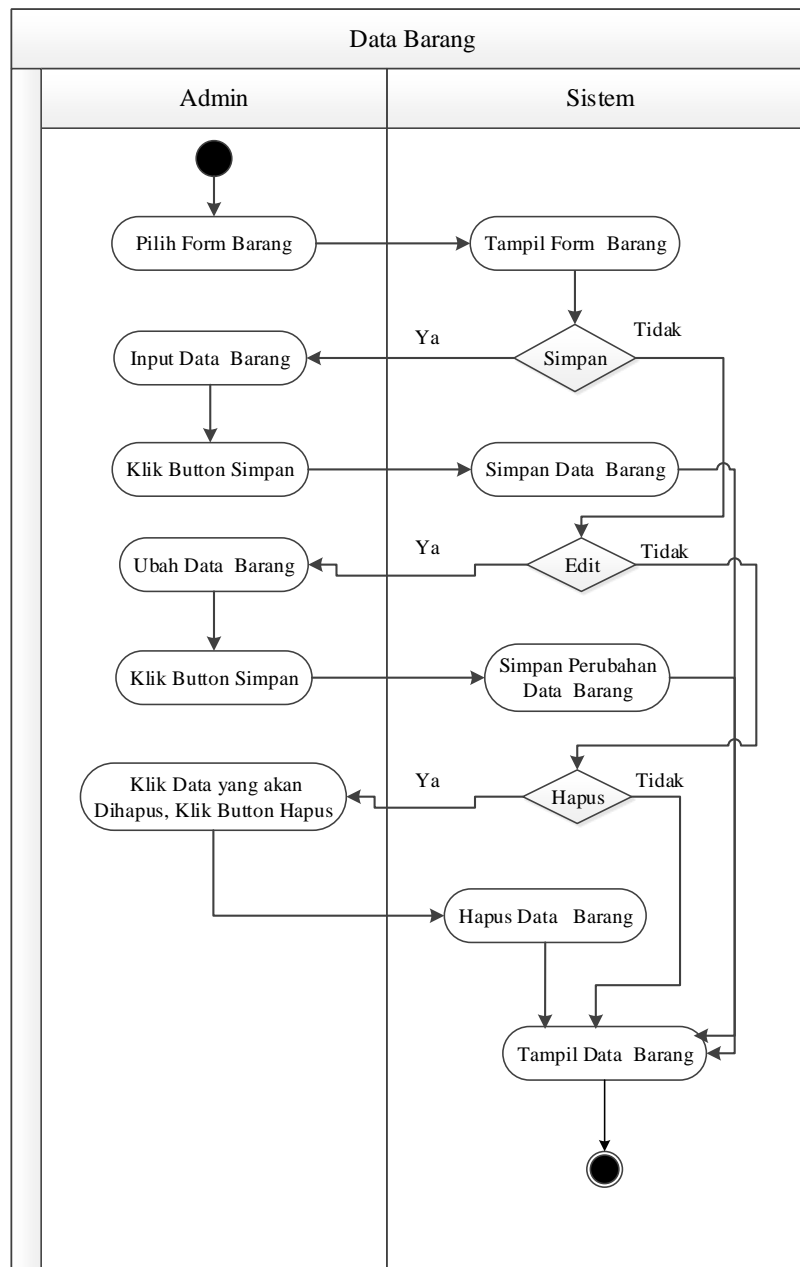 Data Barang
Admin
Sistem
Pilih Form Barang
Tampil Form Barang
Ya
Tidak
Input Data Barang
Simpan
Klik Button Simpan
Simpan Data Barang
Ya
Tidak
Ubah Data Barang
Edit
Klik Button Simpan
Simpan Perubahan
Data Barang
Ya
Tidak
Klik Data yang akan
Dihapus, Klik Button Hapus
Hapus
Hapus Data Barang
Tampil Data Barang